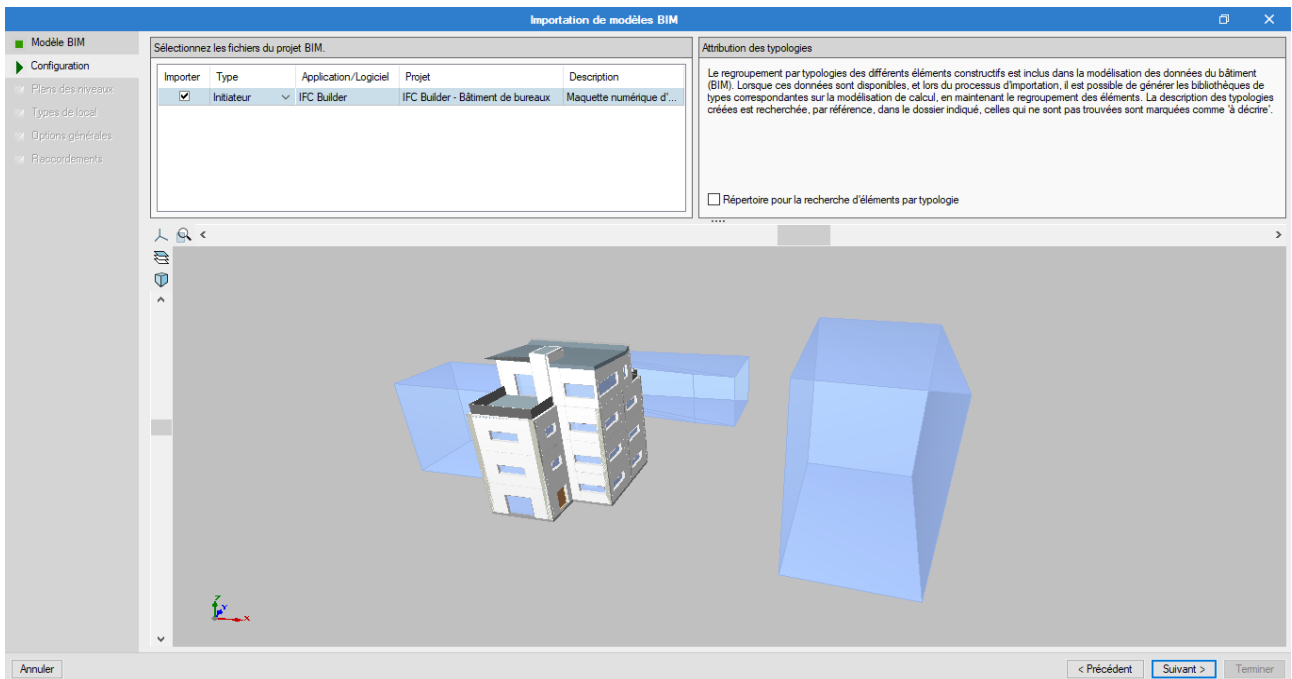 Importation de modèles BIM
Modèle BIM
Configuration
Plans des niveaux
Types de local
Options générales
Raccordements
Sélectionnez les fichiers du projet BIM.
Importer Type Application/Logiciel Projet Description
Initiateur IFC Builder IFC Builder - Bâtiment de bureaux Maquette numérique d'...
Attribution des typologies
Le regroupement par typologies des différents éléments constructifs est inclus dans la modélisation des données du bâtiment
(BIM). Lorsque ces données sont disponibles, et lors du processus d'importation, il est possible de générer les bibliothèques de
types correspondantes sur la modélisation de calcul, en maintenant le regroupement des éléments. La description des typologies
créées est recherchée, par référence, dans le dossier indiqué, celles qui ne sont pas trouvées sont marquées comme 'à décrire'.
Répertoire pour la recherche d'éléments par typologie
Z
Y
X
Annuler
< Précédent
Suivant >
Terminer